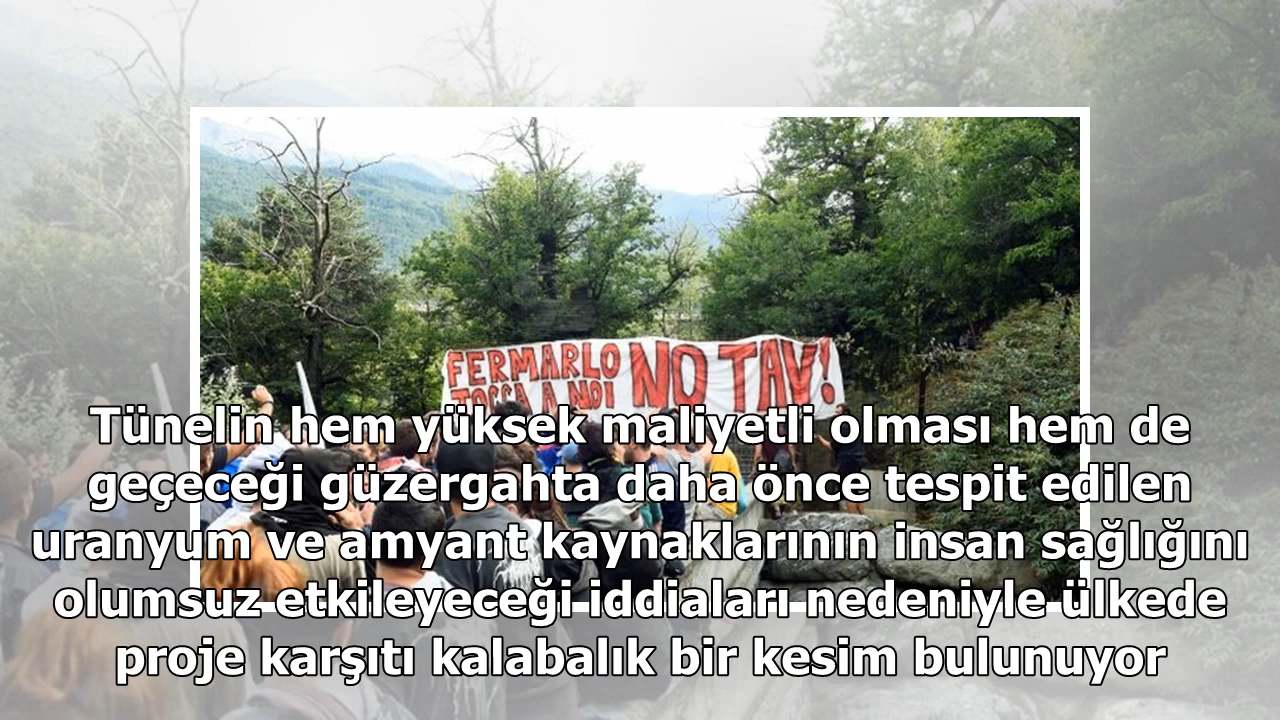 FERMARLO NO TAV!
TOCCA A NOI
Tünelin hem yüksek maliyetli olması hem de
geçeceği güzergahta daha önce tespit edilen
uranyum ve amyant kaynaklarının insan sağlığını
olumsuz etkileyeceği iddiaları nedeniyle ülkede
proje karşıtı kalabalık bir kesim bulunuyor